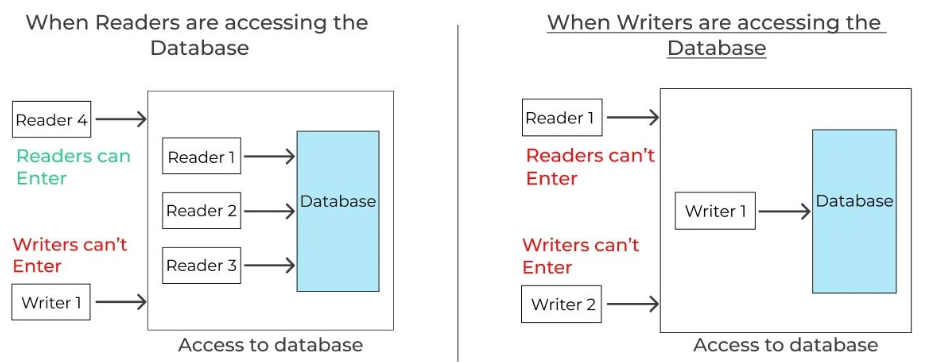 When Readers are accessing the
Database
Reader 4
Readers can
Enter
Reader 1
Reader 2
Reader 3
Database
Writers can't
Enter
Writer 1
Access to database
When Writers are accessing the
Database
Reader 1
Readers can't
Enter
Writer 1
Database
Writers can't
Enter
Writer 2
Access to database